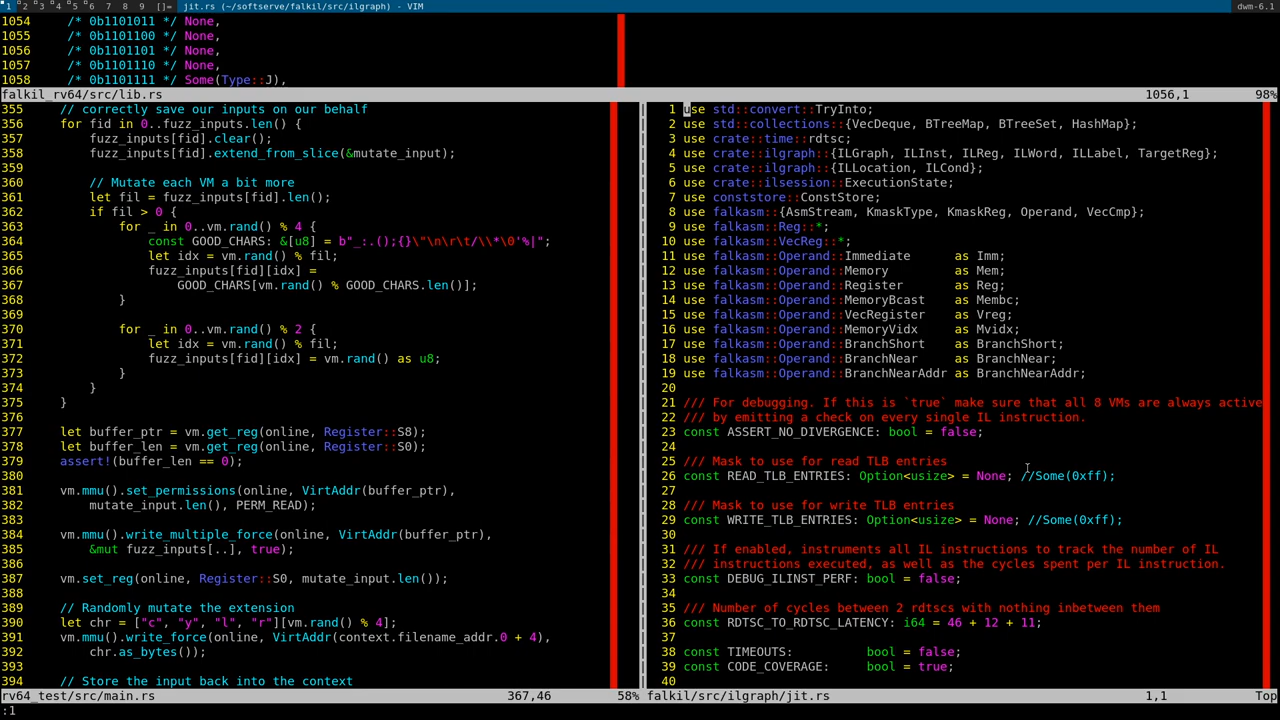 1 2 3 4 5 6 7 8 9 []= jit.rs (~/softserve/falkil/src/ilgraph) - VIM dwm-6.1
1054 /* 0b1101011 */ None,
1055 /* 0b1101100 */ None,
1056 /* 0b1101101 */ None,
1057 /* 0b1101110 */ None,
1058 /* 0b1101111 */ Some(Type::J),
falkil_rv64/src/lib.rs 1056,1 98%
355 // correctly save our inputs on our behalf
356 for fid in 0..fuzz_inputs.len() {
357 fuzz_inputs[fid].clear();
358 fuzz_inputs[fid].extend_from_slice(&mutate_input);
359
360 // Mutate each VM a bit more
361 let fil = fuzz_inputs[fid].len();
362 if fil > 0 {
363 for _ in 0..vm.rand() % 4 {
364 const GOOD_CHARS: &[u8] = b"_:.();{}\"\n\r\t/\\*\0'%|";
365 let idx = vm.rand() % fil;
366 fuzz_inputs[fid][idx] =
367 GOOD_CHARS[vm.rand() % GOOD_CHARS.len()];
368 }
369
370 for _ in 0..vm.rand() % 2 {
371 let idx = vm.rand() % fil;
372 fuzz_inputs[fid][idx] = vm.rand() as u8;
373 }
374 }
375 }
376
377 let buffer_ptr = vm.get_reg(online, Register::S8);
378 let buffer_len = vm.get_reg(online, Register::S0);
379 assert!(buffer_len == 0);
380
381 vm.mmu().set_permissions(online, VirtAddr(buffer_ptr),
382 mutate_input.len(), PERM_READ);
383
384 vm.mmu().write_multiple_force(online, VirtAddr(buffer_ptr),
385 &mut fuzz_inputs[..], true);
386
387 vm.set_reg(online, Register::S0, mutate_input.len());
388
389 // Randomly mutate the extension
390 let chr = ["c", "y", "l", "r"][vm.rand() % 4];
391 vm.mmu().write_force(online, VirtAddr(context.filename_addr.0 + 4),
392 chr.as_bytes());
393
394 // Store the input back into the context
rv64_test/src/main.rs 367,46 58%
1 use std::convert::TryInto;
2 use std::collections::{VecDeque, BTreeMap, BTreeSet, HashMap};
3 use crate::time::rdtsc;
4 use crate::ilgraph::{ILGraph, ILInst, ILReg, ILWord, ILLabel, TargetReg};
5 use crate::ilgraph::{ILLocation, ILCond};
6 use crate::ilsession::ExecutionState;
7 use conststore::ConstStore;
8 use falkasm::{AsmStream, KmaskType, KmaskReg, Operand, VecCmp};
9 use falkasm::Reg::*;
10 use falkasm::VecReg::*;
11 use falkasm::Operand::Immediate as Imm;
12 use falkasm::Operand::Memory as Mem;
13 use falkasm::Operand::Register as Reg;
14 use falkasm::Operand::MemoryBcast as Membc;
15 use falkasm::Operand::VecRegister as Vreg;
16 use falkasm::Operand::MemoryVidx as Mvidx;
17 use falkasm::Operand::BranchShort as BranchShort;
18 use falkasm::Operand::BranchNear as BranchNear;
19 use falkasm::Operand::BranchNearAddr as BranchNearAddr;
20
21 /// For debugging. If this is `true` make sure that all 8 VMs are always active
22 /// by emitting a check on every single IL instruction.
23 const ASSERT_NO_DIVERGENCE: bool = false;
24
25 /// Mask to use for read TLB entries
26 const READ_TLB_ENTRIES: Option<usize> = None; //Some(0xff);
27
28 /// Mask to use for write TLB entries
29 const WRITE_TLB_ENTRIES: Option<usize> = None; //Some(0xff);
30
31 /// If enabled, instruments all IL instructions to track the number of IL
32 /// instructions executed, as well as the cycles spent per IL instruction.
33 const DEBUG_ILINST_PERF: bool = false;
34
35 /// Number of cycles between 2 rdtscs with nothing inbetween them
36 const RDTSC_TO_RDTSC_LATENCY: i64 = 46 + 12 + 11;
37
38 const TIMEOUTS: bool = false;
39 const CODE_COVERAGE: bool = true;
40
falkil/src/ilgraph/jit.rs 1,1 Top
:1